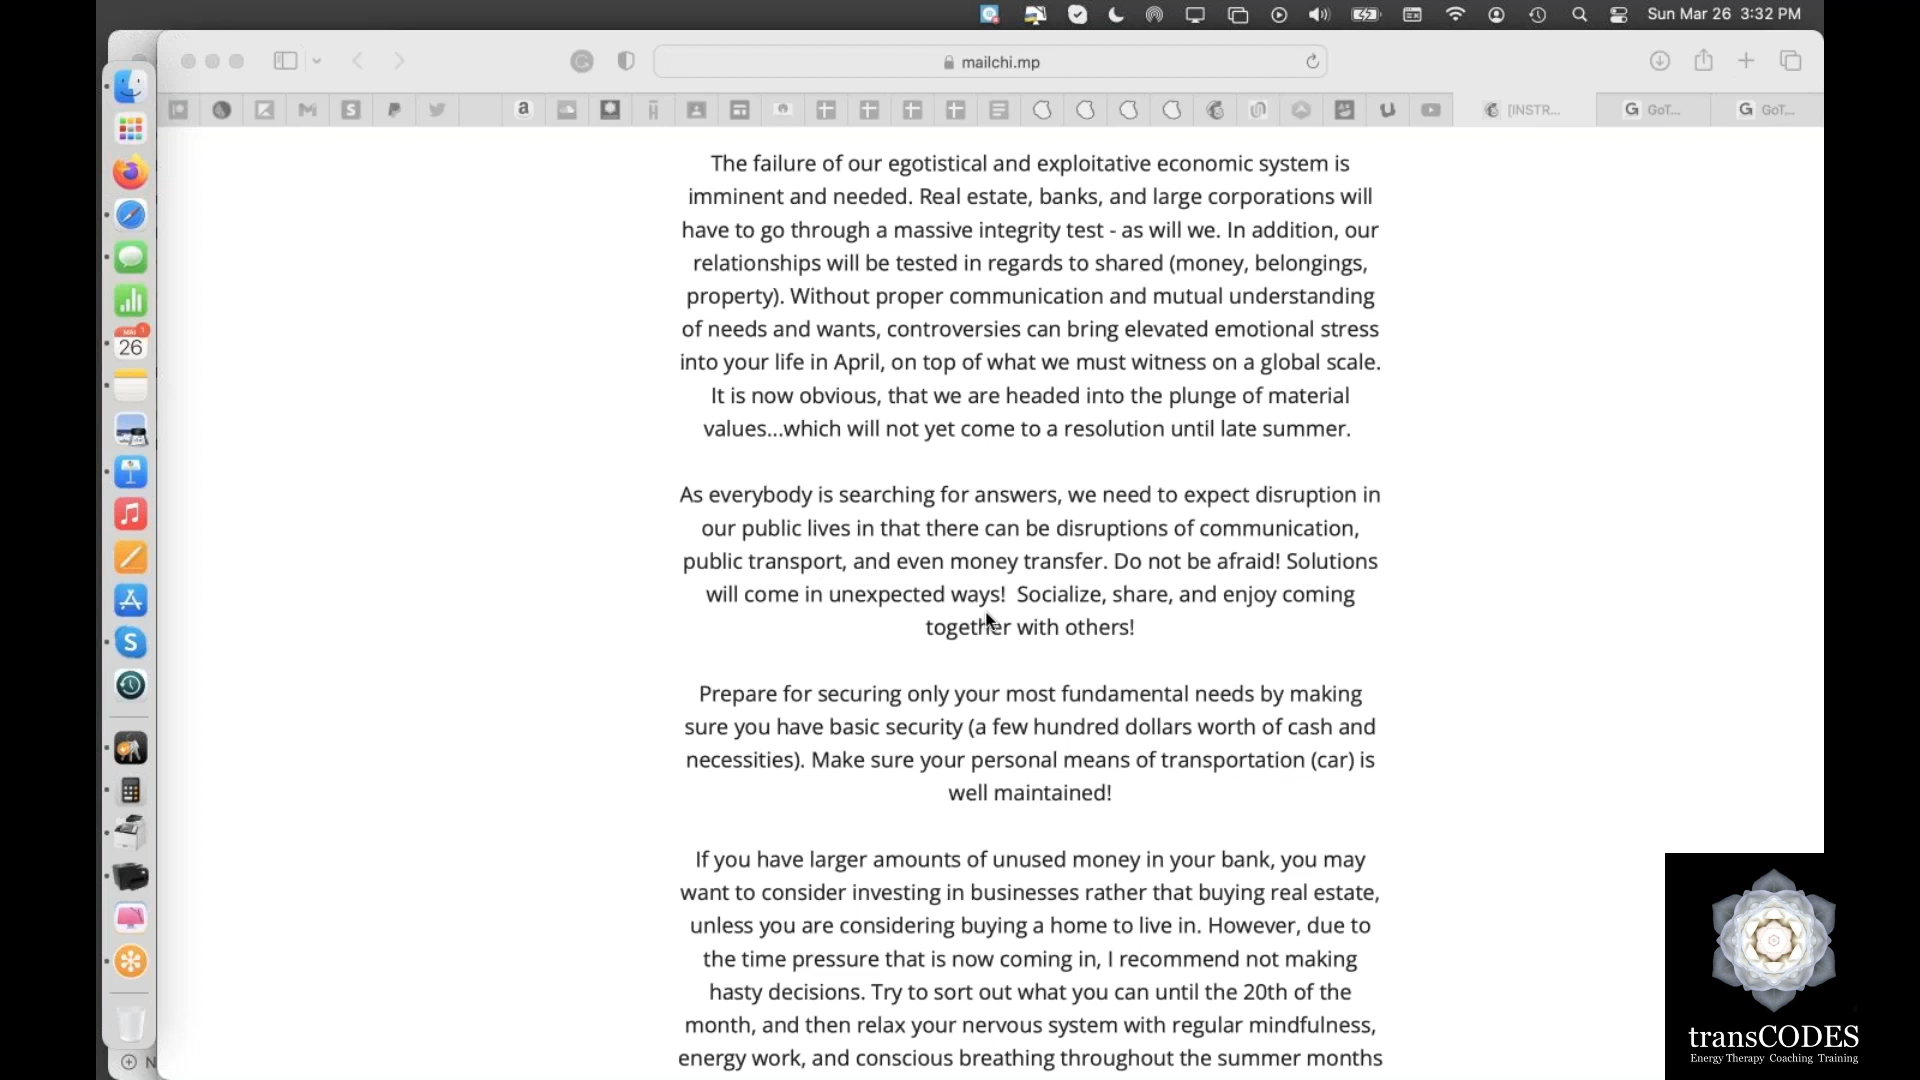 Sun Mar 26 3:32 PM
mailchi.mp
a
[INSTR...
G GoT...
G GoT...
26
S
N
The failure of our egotistical and exploitative economic system is
imminent and needed. Real estate, banks, and large corporations will
have to go through a massive integrity test - as will we. In addition, our
relationships will be tested in regards to shared (money, belongings,
property). Without proper communication and mutual understanding
of needs and wants, controversies can bring elevated emotional stress
into your life in April, on top of what we must witness on a global scale.
It is now obvious, that we are headed into the plunge of material
values...which will not yet come to a resolution until late summer.
As everybody is searching for answers, we need to expect disruption in
our public lives in that there can be disruptions of communication,
public transport, and even money transfer. Do not be afraid! Solutions
will come in unexpected ways!  Socialize, share, and enjoy coming
together with others!
Prepare for securing only your most fundamental needs by making
sure you have basic security (a few hundred dollars worth of cash and
necessities). Make sure your personal means of transportation (car) is
well maintained!
If you have larger amounts of unused money in your bank, you may
want to consider investing in businesses rather that buying real estate,
unless you are considering buying a home to live in. However, due to
the time pressure that is now coming in, I recommend not making
hasty decisions. Try to sort out what you can until the 20th of the
month, and then relax your nervous system with regular mindfulness,
energy work, and conscious breathing throughout the summer months
transCODES
Energy Therapy Coaching Training